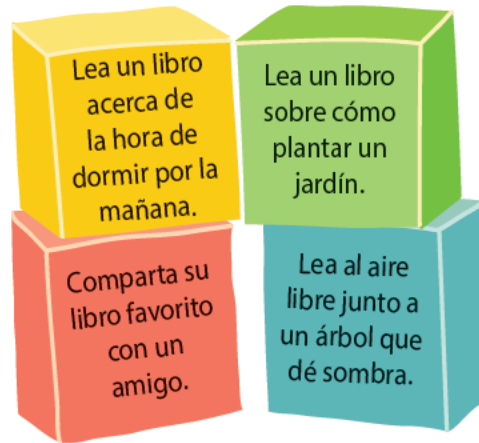 Lea un libro
acerca de
la hora de
dormir por la
mañana.
Lea un libro
sobre cómo
plantar un
jardín.
Comparta su
libro favorito
con un
amigo.
Lea al aire
libre junto a
un árbol que
dé sombra.